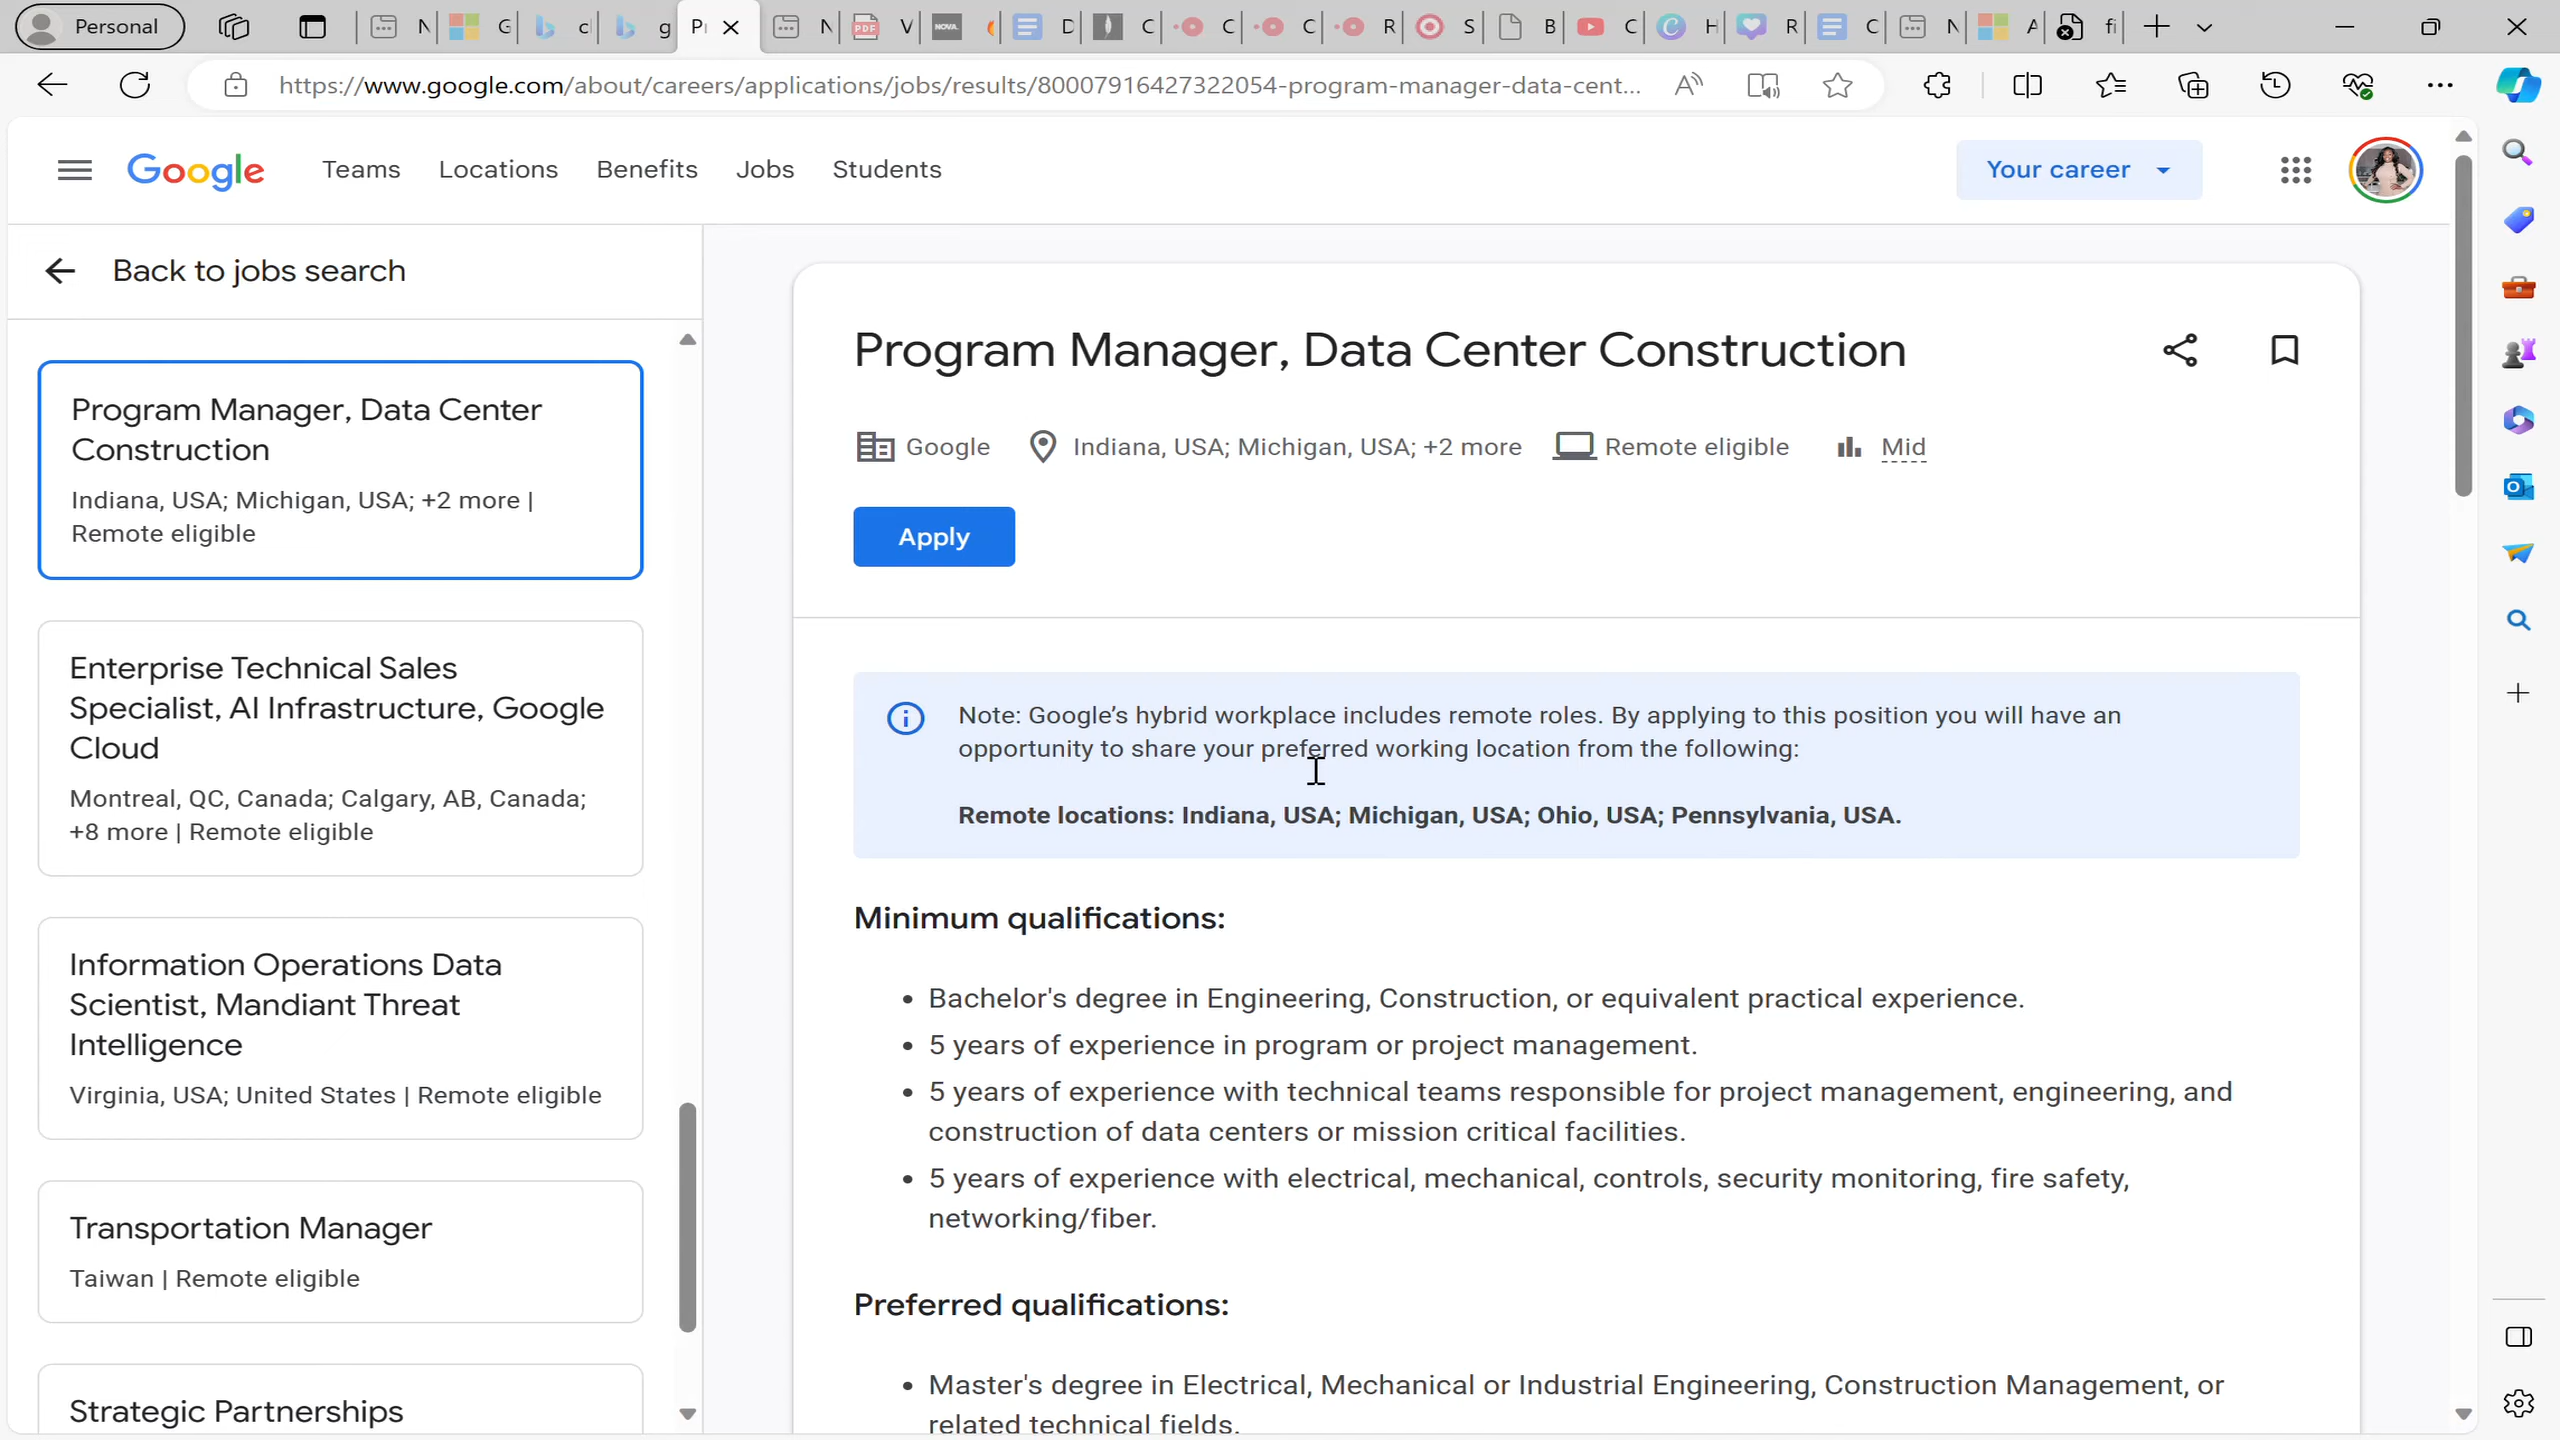 Personal
N
G
cl
g
Pr
N
V
NOVA
D
C
C
C
R
S
B
C
H
R
C
N
A
fi
https://www.google.com/about/careers/applications/jobs/results/80007916427322054-program-manager-data-cent...
Google
Teams
Locations
Benefits
Jobs
Students
Your career
Back to jobs search
Program Manager, Data Center
Construction
Indiana, USA; Michigan, USA; +2 more |
Remote eligible
Enterprise Technical Sales
Specialist, AI Infrastructure, Google
Cloud
Montreal, QC, Canada; Calgary, AB, Canada;
+8 more | Remote eligible
Information Operations Data
Scientist, Mandiant Threat
Intelligence
Virginia, USA; United States | Remote eligible
Transportation Manager
Taiwan | Remote eligible
Strategic Partnerships
Program Manager, Data Center Construction
Google
Indiana, USA; Michigan, USA; +2 more
Remote eligible
Mid
Apply
Note: Google’s hybrid workplace includes remote roles. By applying to this position you will have an
opportunity to share your preferred working location from the following:
Remote locations: Indiana, USA; Michigan, USA; Ohio, USA; Pennsylvania, USA.
Minimum qualifications:
• Bachelor's degree in Engineering, Construction, or equivalent practical experience.
• 5 years of experience in program or project management.
• 5 years of experience with technical teams responsible for project management, engineering, and
construction of data centers or mission critical facilities.
• 5 years of experience with electrical, mechanical, controls, security monitoring, fire safety,
networking/fiber.
Preferred qualifications:
• Master's degree in Electrical, Mechanical or Industrial Engineering, Construction Management, or
related technical fields.